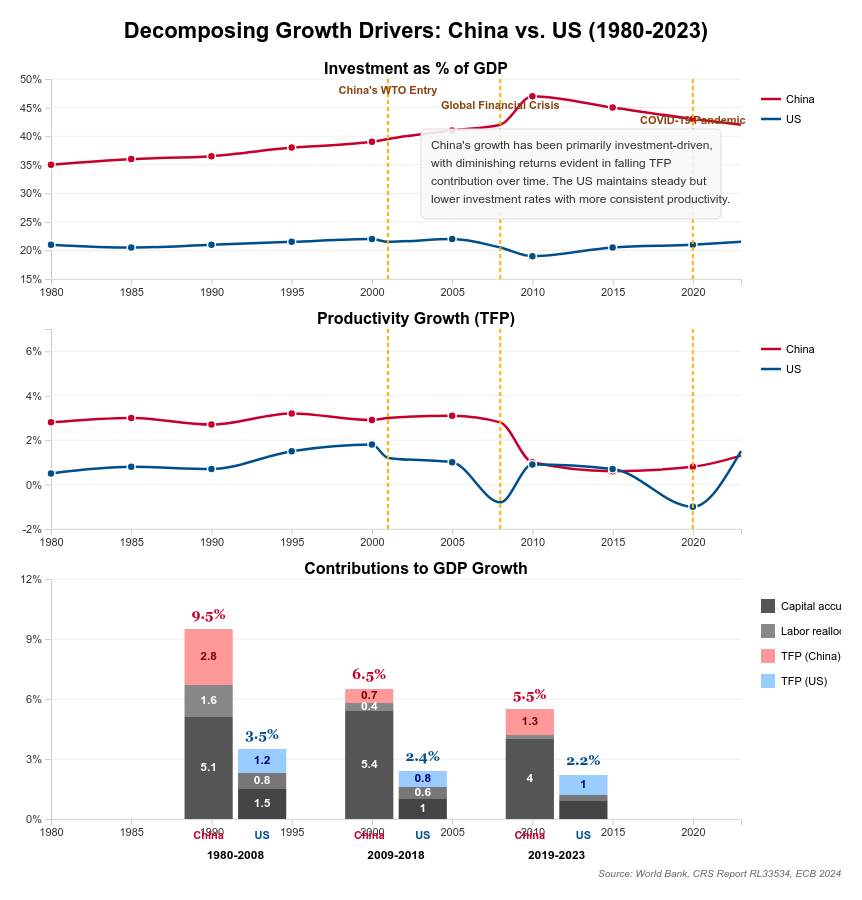 Decomposing Growth Drivers: China vs. US (1980-2023)
Investment as % of GDP
50%
45%
40%
35%
30%
25%
20%
15%
China's WTO Entry
Global Financial Crisis
COVID-19 Pandemic
China
US
China's growth has been primarily investment-driven,
with diminishing returns evident in falling TFP
contribution over time. The US maintains steady but
lower investment rates with more consistent productivity.
1980 1985 1990 1995 2000 2005 2010 2015 2020
Productivity Growth (TFP)
6%
4%
2%
0%
-2%
China
US
1980 1985 1990 1995 2000 2005 2010 2015 2020
Contributions to GDP Growth
12%
9%
6%
3%
0%
9.5%
2.8
1.6
5.1
3.5%
1.2
0.8
1.5
6.5%
0.7
0.4
5.4
2.4%
0.8
0.6
1
5.5%
1.3
4
2.2%
1
Capital accu
Labor reallo
TFP (China)
TFP (US)
1980 1985 1990 1995 2000 2005 2010 2015 2020
China US China US China US
1980-2008 2009-2018 2019-2023
Source: World Bank, CRS Report RL33534, ECB 2024